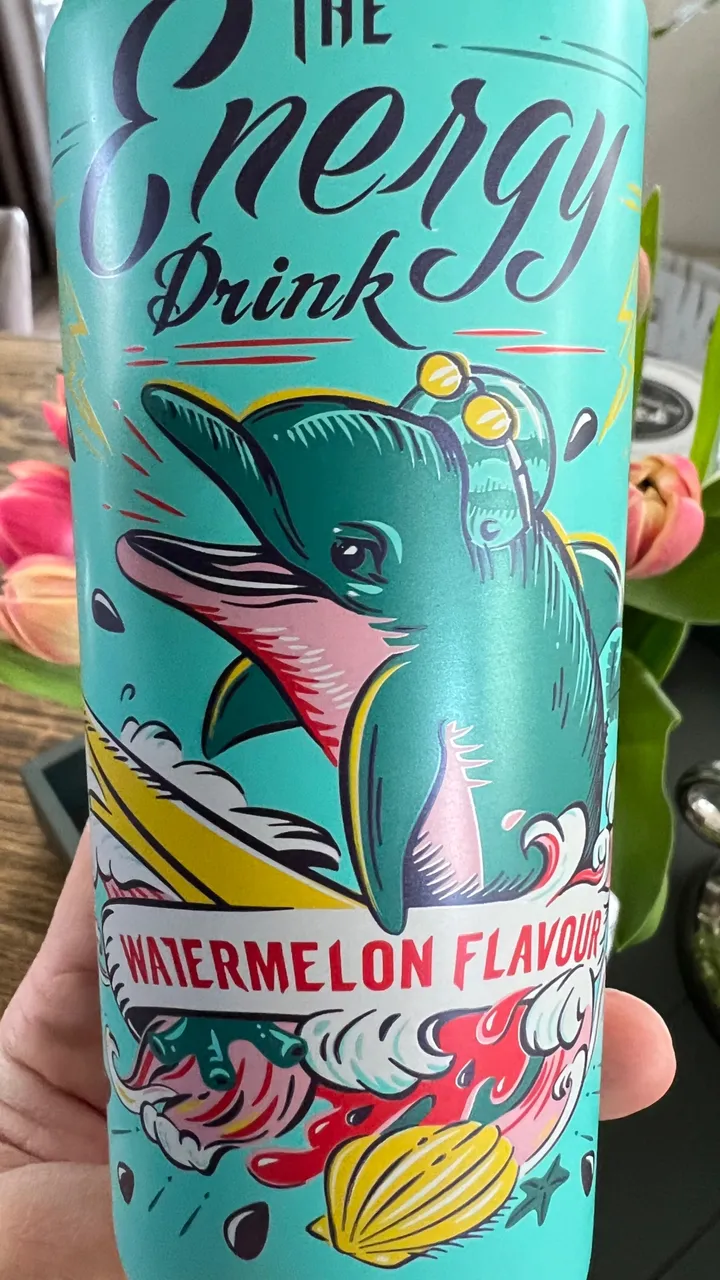 THE
Energy
Drink
WATERMELON FLAVOUR